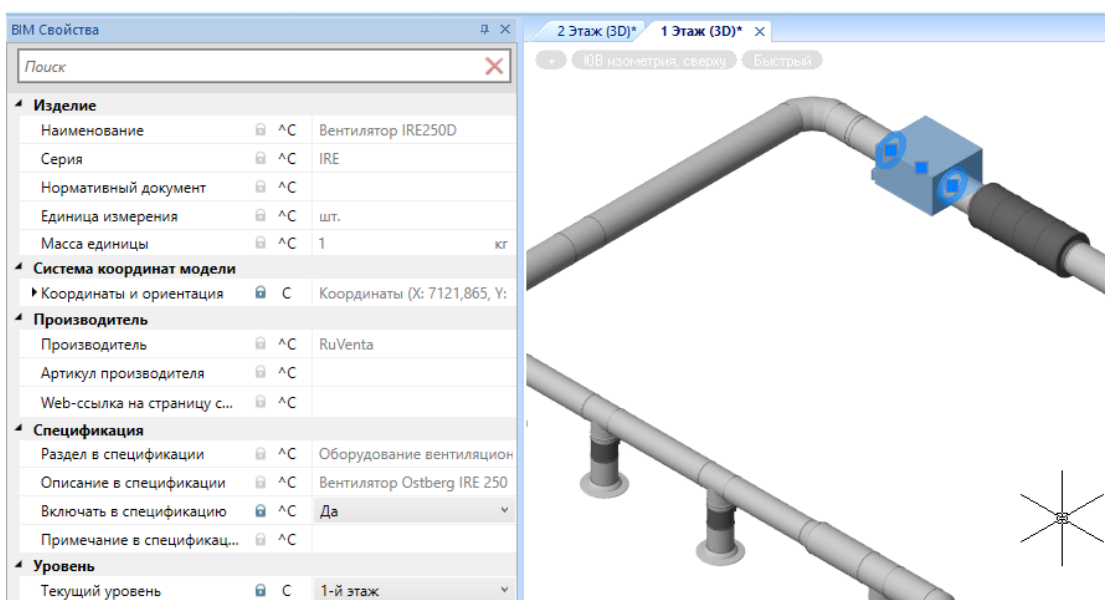 BIM Свойства
2 Этаж (3D)*
1 Этаж (3D)*
Поиск
+
ЮВ изометрия, сверху
Быстрый
Изделие
Наименование ^C Вентилятор IRE250D
Серия ^C IRE
Нормативный документ ^C
Единица измерения ^C шт.
Масса единицы ^C 1 кг
Система координат модели
Координаты и ориентация C Координаты (X: 7121,865, Y:
Производитель
Производитель ^C RuVenta
Артикул производителя ^C
Web-ссылка на страницу с... ^C
Спецификация
Раздел в спецификации ^C Оборудование вентиляцион
Описание в спецификации ^C Вентилятор Ostberg IRE 250
Включать в спецификацию ^C Да
Примечание в спецификац... ^C
Уровень
Текущий уровень C 1-й этаж